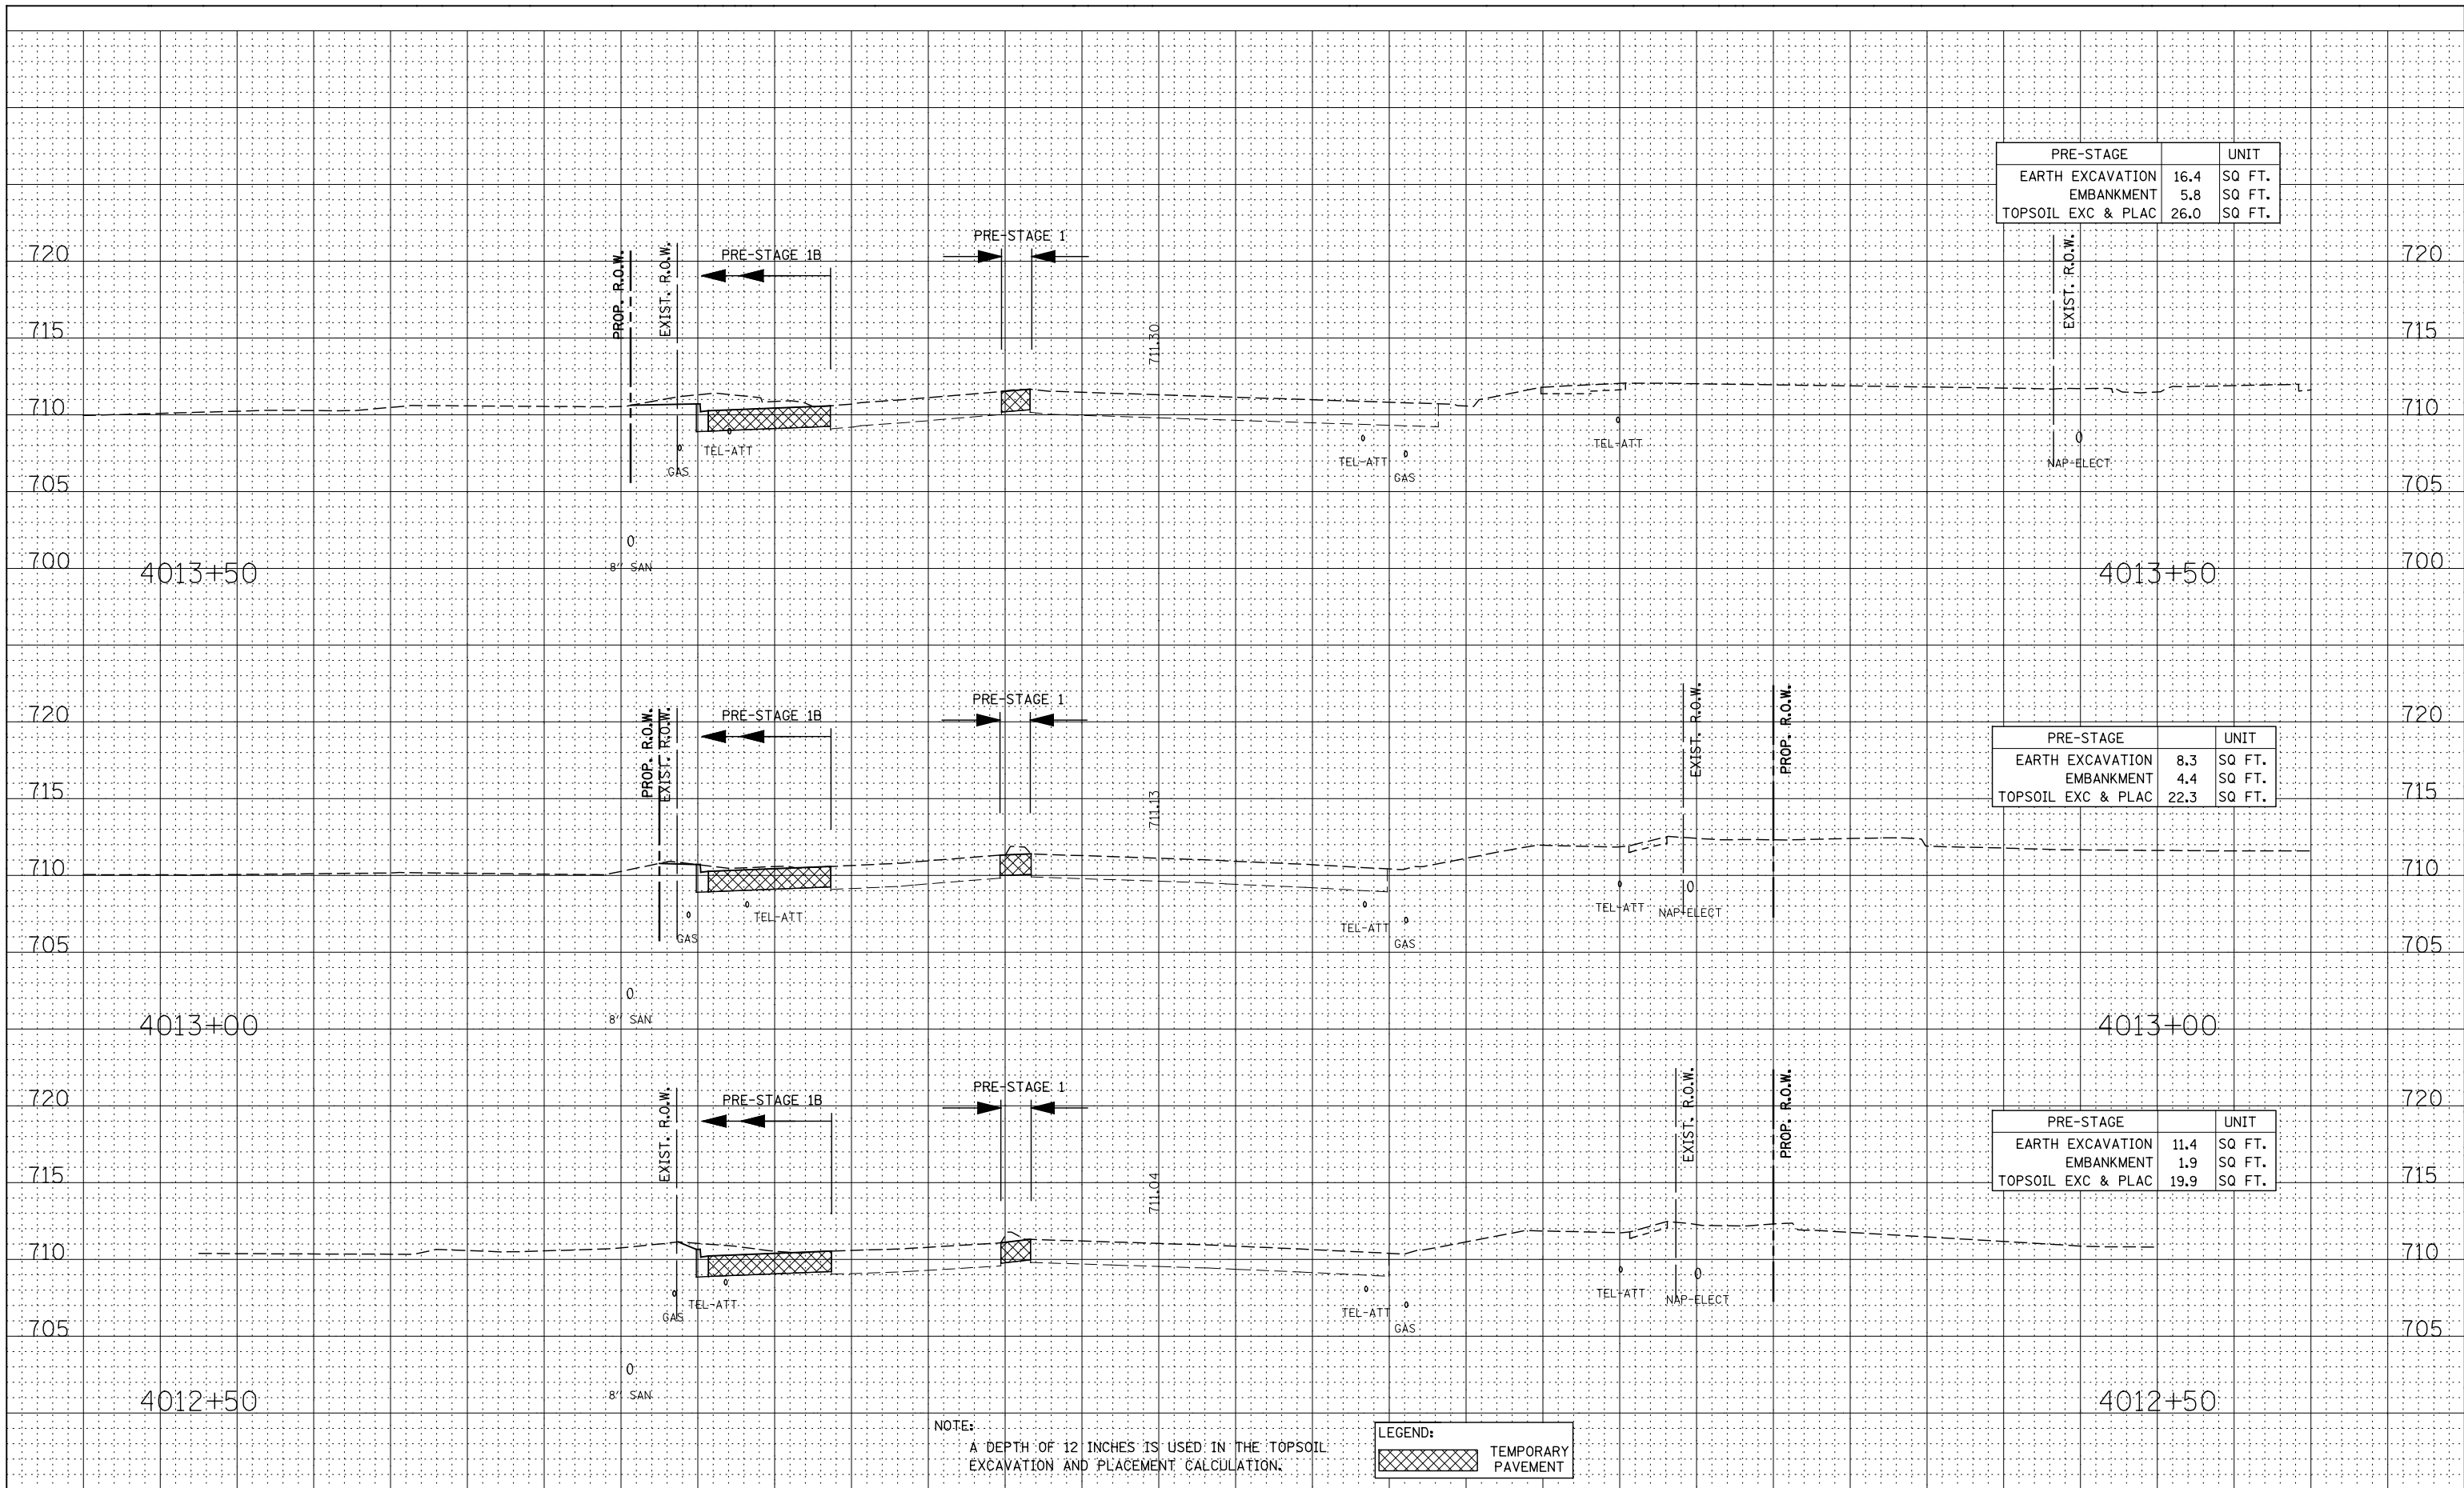 PRE-STAGE UNIT
EARTH EXCAVATION 16.4 SQ FT.
EMBANKMENT 5.8 SQ FT.
TOPSOIL EXC & PLAC 26.0 SQ FT.
PRE-STAGE 1
PRE-STAGE 1B
PROP. R.O.W.
EXIST. R.O.W.
EXIST. R.O.W.
720 720
715 715
711.30
710 710
705 705
700 700
TEL-ATT
GAS
TEL-ATT
GAS
TEL-ATT
NAP-ELECT
8" SAN
4013+50 4013+50
PRE-STAGE 1
PRE-STAGE 1B
PROP. R.O.W.
EXIST. R.O.W.
EXIST. R.O.W.
PROP. R.O.W.
PRE-STAGE UNIT
EARTH EXCAVATION 8.3 SQ FT.
EMBANKMENT 4.4 SQ FT.
TOPSOIL EXC & PLAC 22.3 SQ FT.
720 720
715 715
711.13
710 710
705 705
TEL-ATT
GAS
TEL-ATT
GAS
TEL-ATT
NAP-ELECT
8" SAN
4013+00 4013+00
PRE-STAGE 1
PRE-STAGE 1B
EXIST. R.O.W.
EXIST. R.O.W.
PROP. R.O.W.
PRE-STAGE UNIT
EARTH EXCAVATION 11.4 SQ FT.
EMBANKMENT 1.9 SQ FT.
TOPSOIL EXC & PLAC 19.9 SQ FT.
720 720
715 715
711.04
710 710
705 705
TEL-ATT
GAS
TEL-ATT
GAS
TEL-ATT
NAP-ELECT
8" SAN
4012+50 4012+50
NOTE:
A DEPTH OF 12 INCHES IS USED IN THE TOPSOIL
EXCAVATION AND PLACEMENT CALCULATION.
LEGEND:
TEMPORARY
PAVEMENT